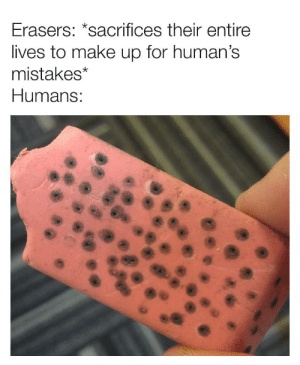 Erasers: *sacrifices their entire
lives to make up for human's
mistakes*
Humans: